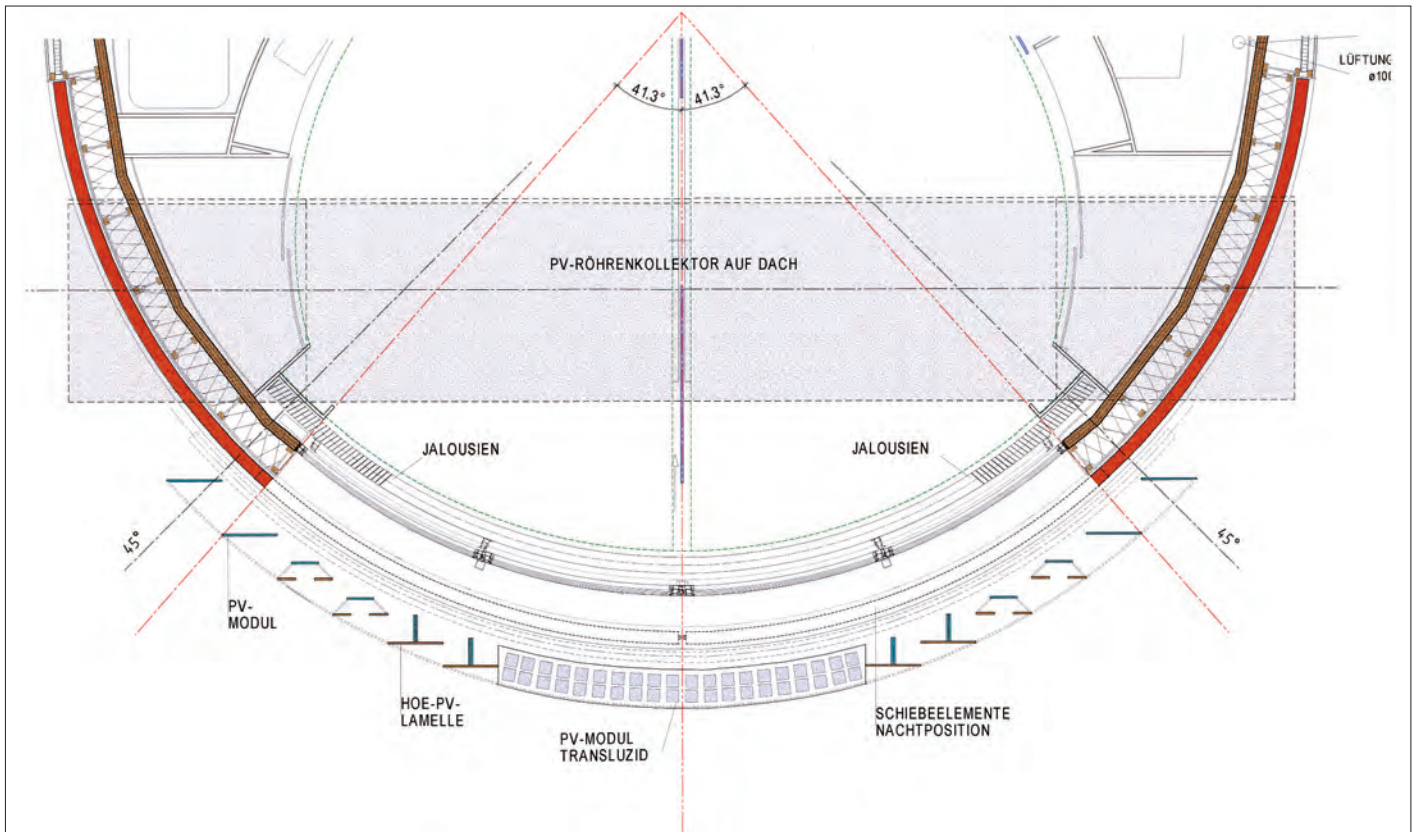 LÜFTUNG
41.3° 41.3°
PV-RÖHRENKOLLEKTOR AUF DACH
JALOUSIEN
JALOUSIEN
45°
45°
PV-
MODUL
HOE-PV-
LAMELLE
PV-MODUL
TRANSLUZID
SCHIEBEELEMENTE
NACHTPOSITION